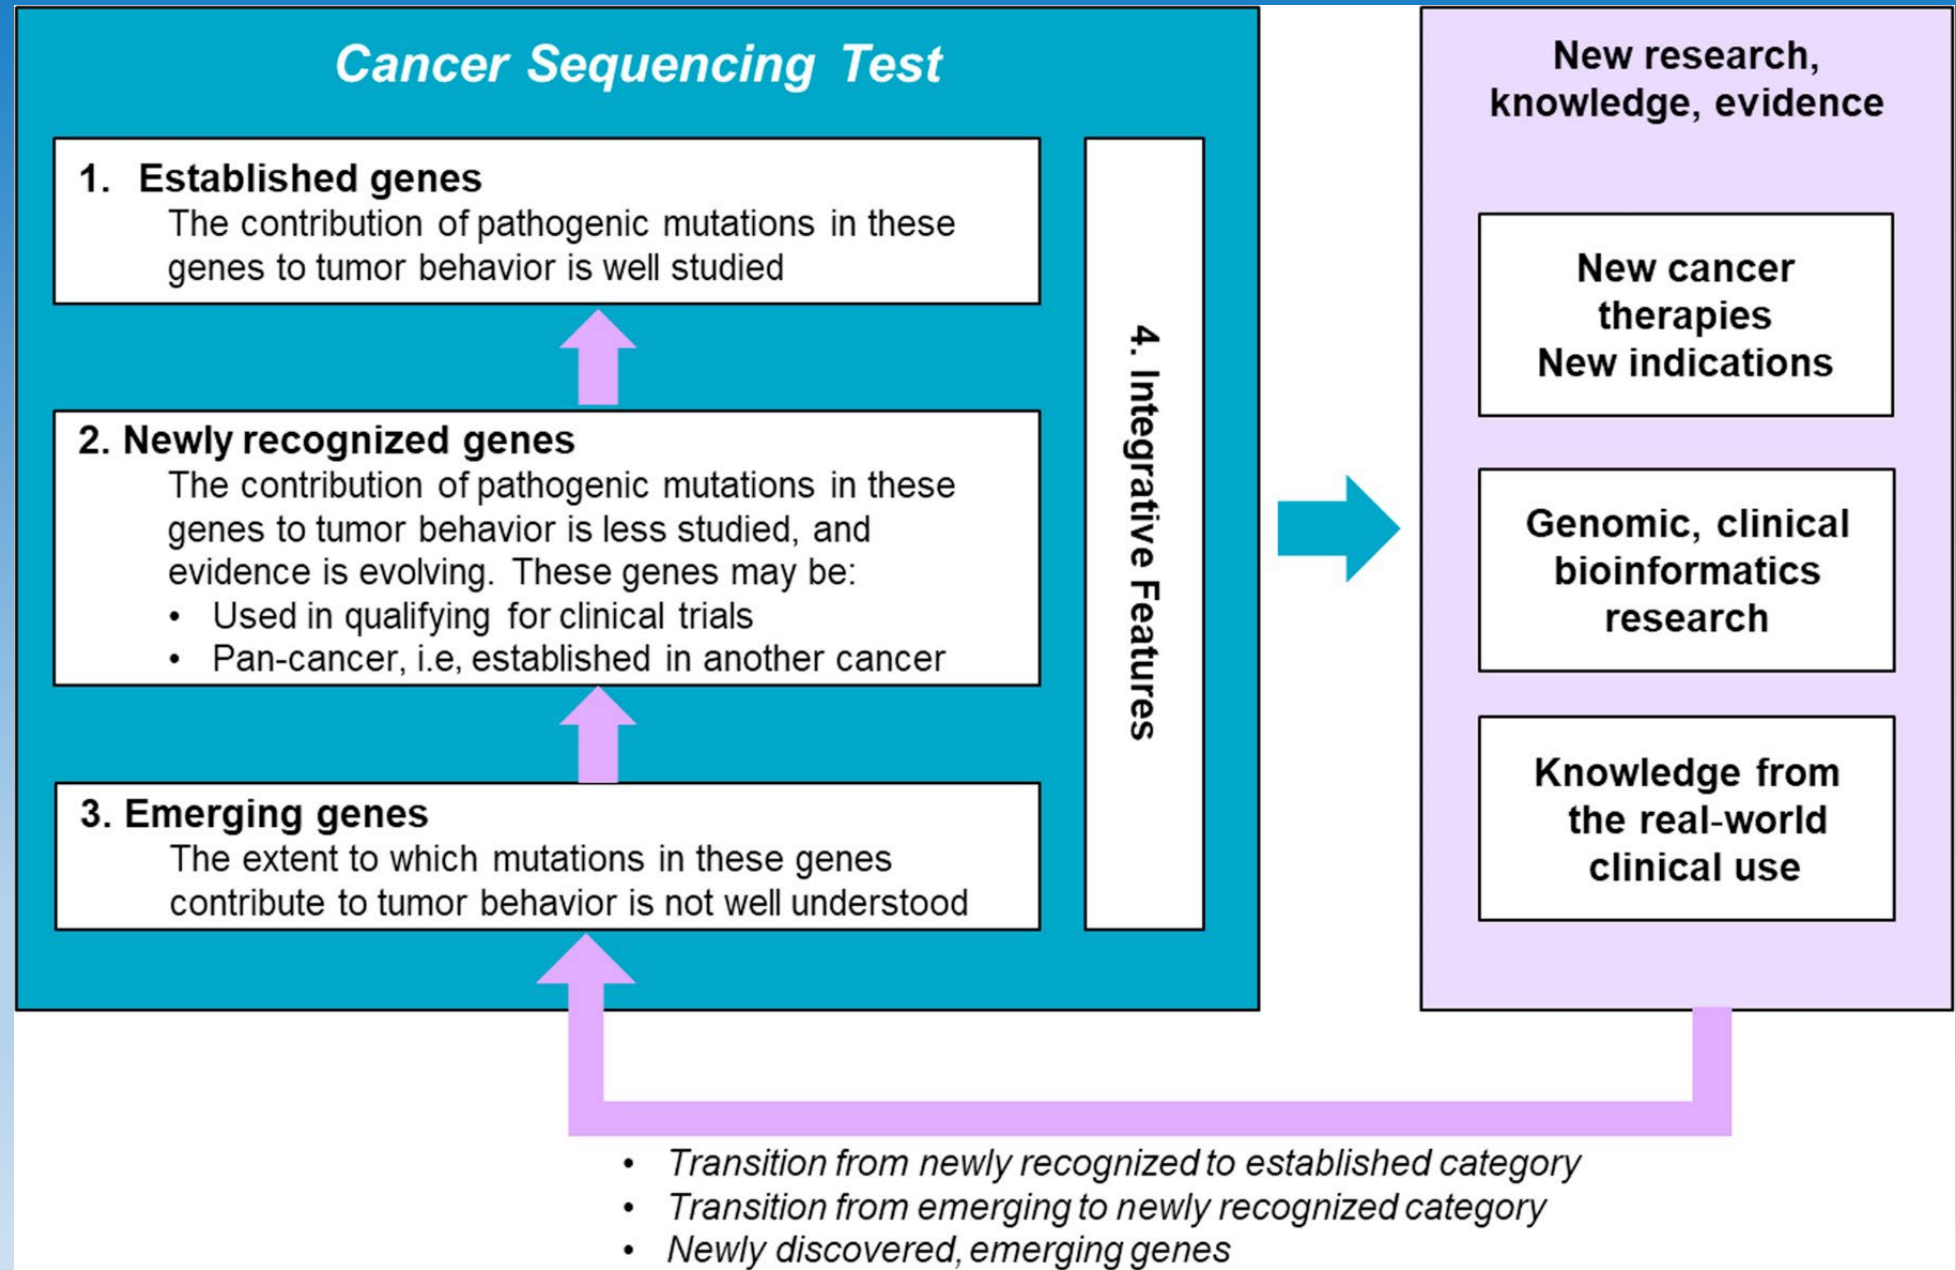 Cancer Sequencing Test
1. Established genes
The contribution of pathogenic mutations in these
genes to tumor behavior is well studied
2. Newly recognized genes
The contribution of pathogenic mutations in these
genes to tumor behavior is less studied, and
evidence is evolving. These genes may be:
• Used in qualifying for clinical trials
• Pan-cancer, i.e, established in another cancer
3. Emerging genes
The extent to which mutations in these genes
contribute to tumor behavior is not well understood
4. Integrative Features
New research,
knowledge, evidence
New cancer
therapies
New indications
Genomic, clinical
bioinformatics
research
Knowledge from
the real-world
clinical use
• Transition from newly recognized to established category
• Transition from emerging to newly recognized category
• Newly discovered, emerging genes